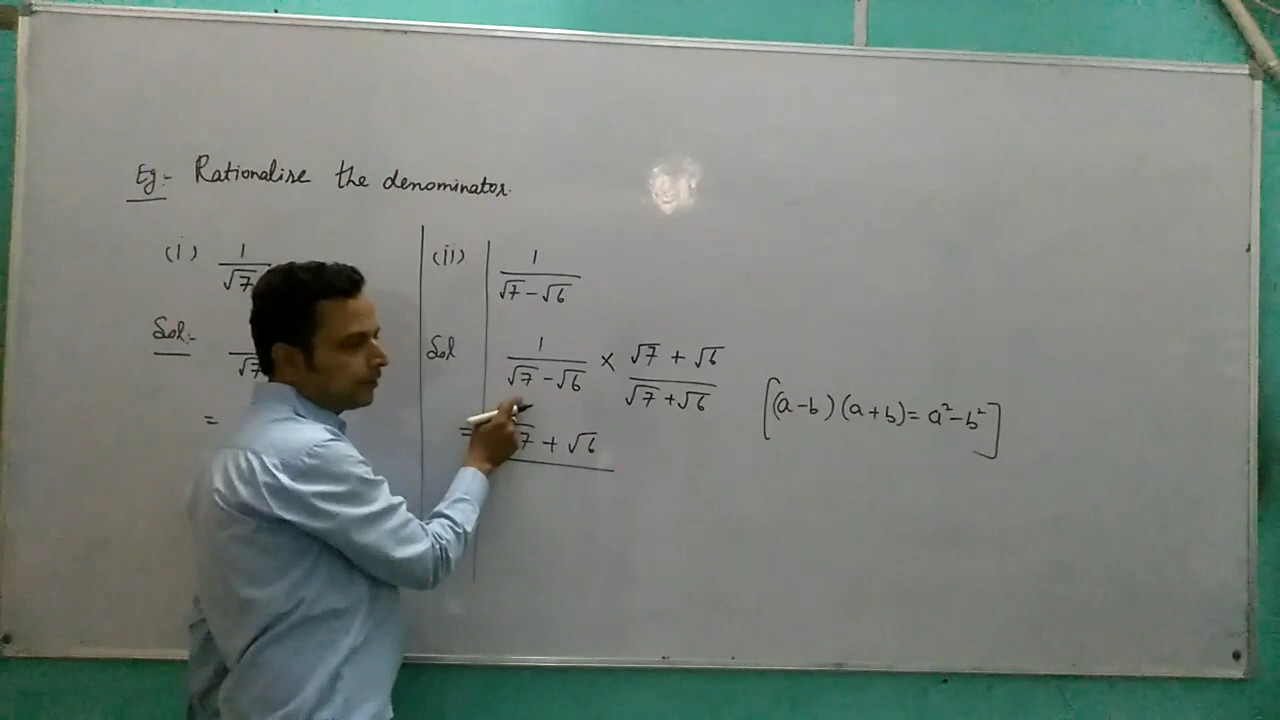 Eg:- Rationalise the denominator.
(i) 1/√7
(ii) 1/(√7-√6)
Sol:-
=
Sol 1/(√7-√6) × (√7+√6)/(√7+√6) [(a-b)(a+b)=a²-b²]
= √7+√6